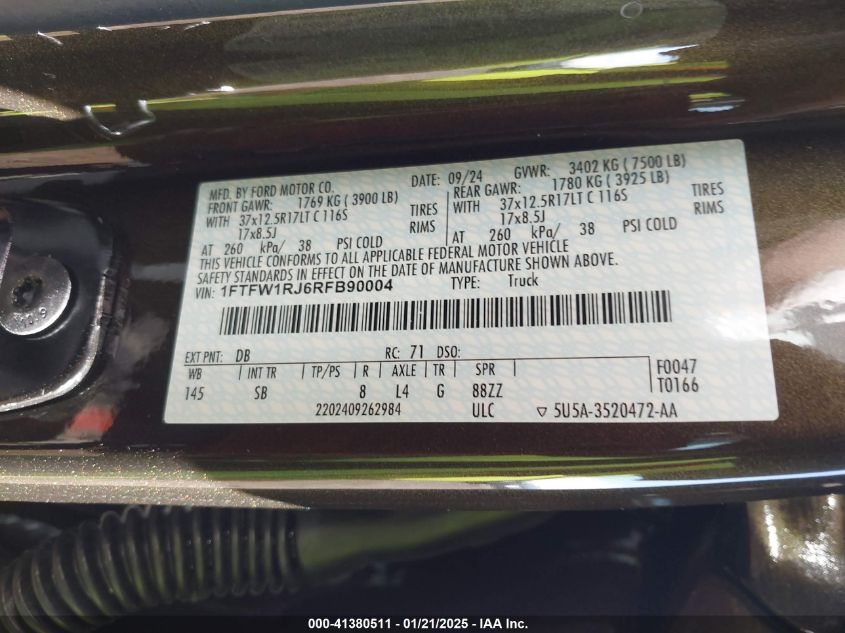 MFD. BY FORD MOTOR CO. DATE: 09/24 GVWR: 3402 KG ( 7500 LB)
FRONT GAWR: 1769 KG ( 3900 LB) REAR GAWR: 1780 KG ( 3925 LB)
WITH 37x12.5R17LT C 116S TIRES WITH 37x12.5R17LT C 116S TIRES
17x8.5J RIMS 17x8.5J RIMS
AT 260 kPa/ 38 PSI COLD AT 260 kPa/ 38 PSI COLD
THIS VEHICLE CONFORMS TO ALL APPLICABLE FEDERAL MOTOR VEHICLE
SAFETY STANDARDS IN EFFECT ON THE DATE OF MANUFACTURE SHOWN ABOVE.
VIN: 1FTFW1RJ6RFB90004 TYPE: Truck
EXT PNT: DB RC: 71 DSO:
WB INT TR TP/PS R AXLE TR SPR F0047
145 SB 8 L4 G 88ZZ T0166
2202409262984 ULC ▽ 5U5A-3520472-AA
000-41380511 / 01/21/2025 - IAA Inc.